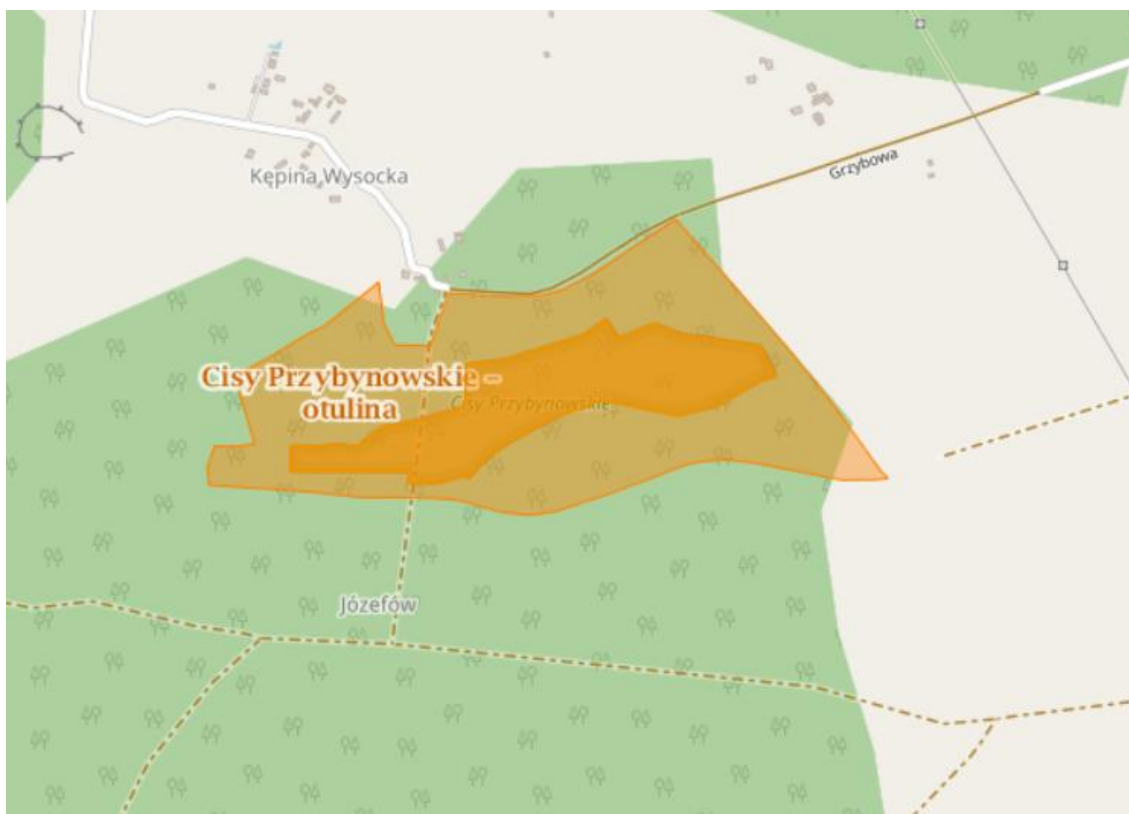 Grzybowa
Kępina Wysocka
Cisy Przybynowskie –
otulina
Cisy Przybynowskie
Józefów